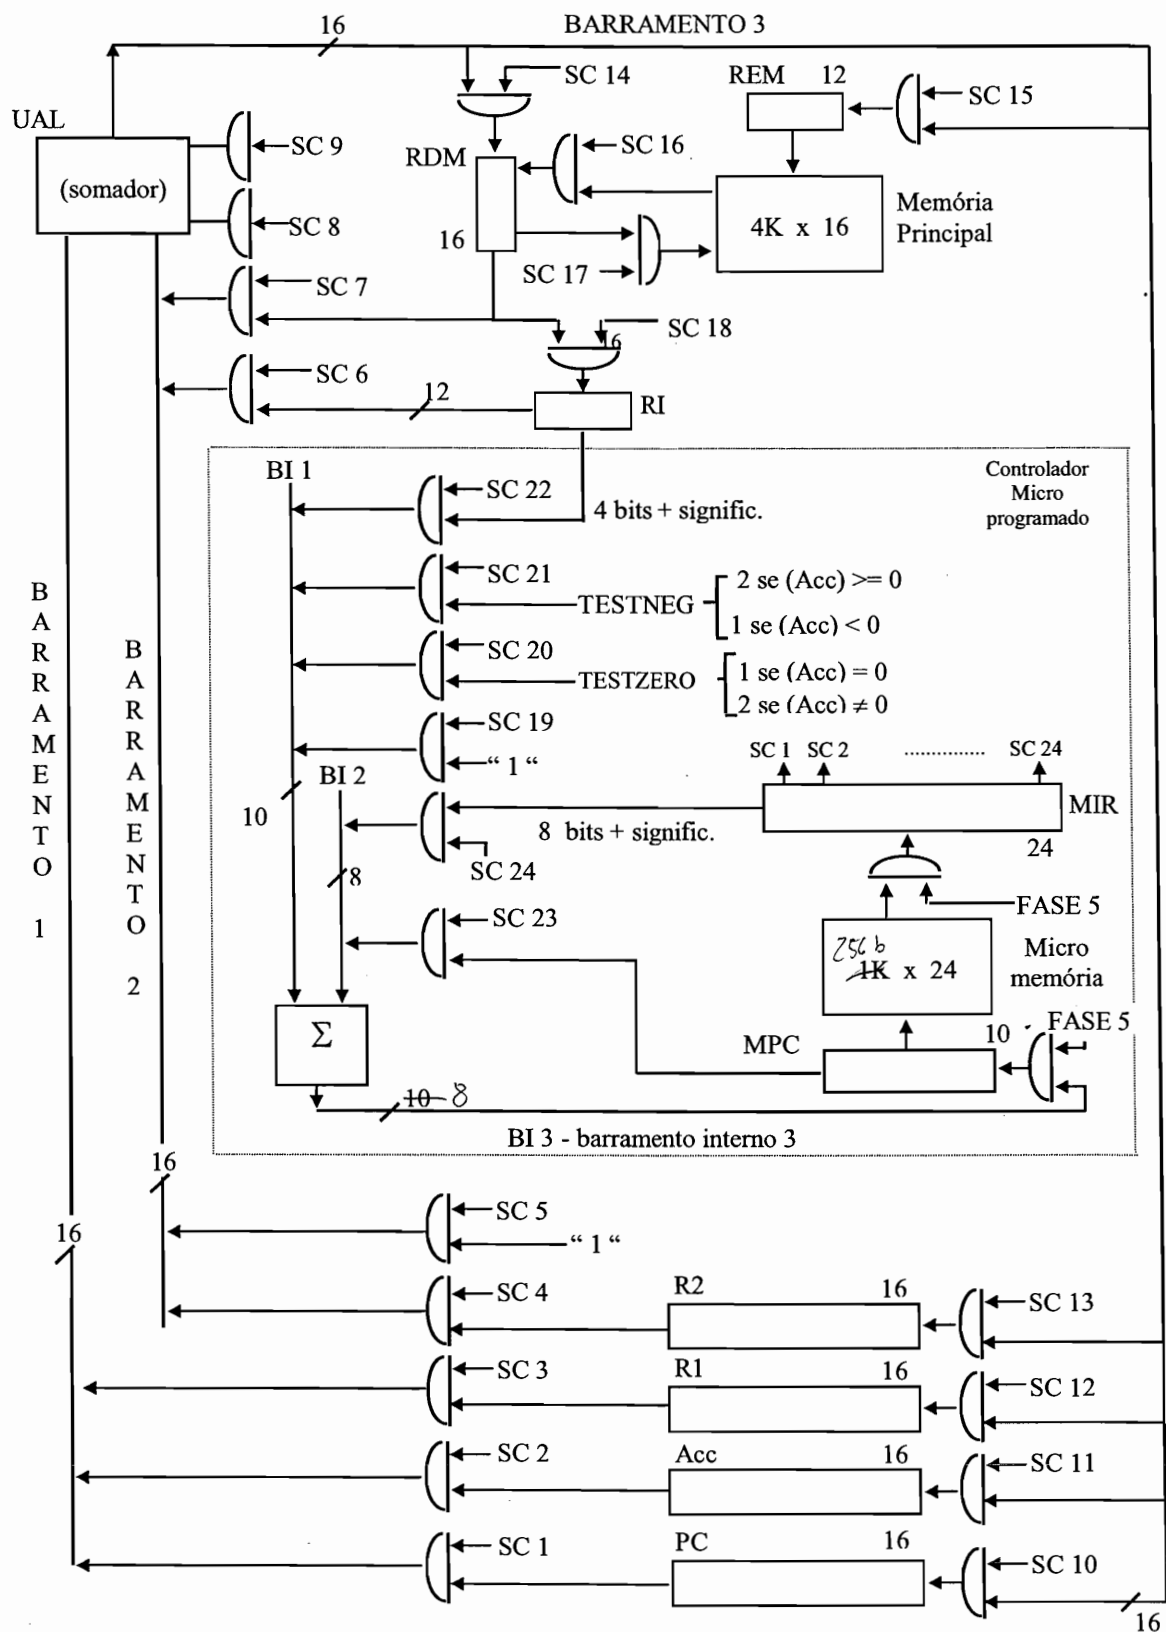 16
BARRAMENTO 3
SC 14
REM 12
SC 15
UAL
(somador)
SC 9
SC 8
RDM
16
SC 16
SC 17
4K x 16
Memória
Principal
SC 7
SC 18
16
SC 6
12
RI
BI 1
SC 22
4 bits + signific.
Controlador
Micro
programado
SC 21
TESTNEG
2 se (Acc) >= 0
1 se (Acc) < 0
SC 20
TESTZERO
1 se (Acc) = 0
2 se (Acc) ≠ 0
SC 19
“ 1 “
BI 2
10
8
SC 1 SC 2 ............... SC 24
MIR
24
8 bits + signific.
SC 24
FASE 5
SC 23
256 b
1K x 24
Micro
memória
Σ
MPC
10
FASE 5
10 8
BI 3 - barramento interno 3
BARRAMENTO 1
BARRAMENTO 2
16
16
SC 5
“ 1 “
SC 4
R2 16
SC 13
SC 3
R1 16
SC 12
SC 2
Acc 16
SC 11
SC 1
PC 16
SC 10
16